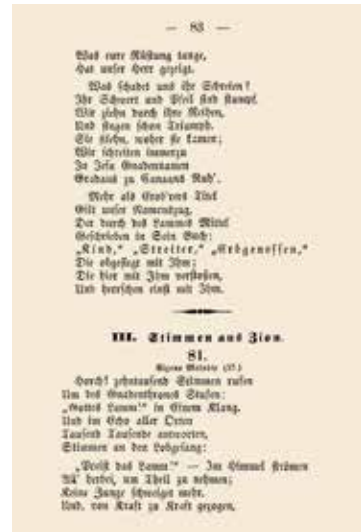 — 83 —
Was eure Rüstung tauge,
Hat unser Herr gezeigt.
Was schadet uns ihr Schreien?
Ihr Schwert und Pfeil sind stumpf.
Wir ziehn durch ihre Reihen,
Und singen schon Triumph.
Sie fliehn, woher sie kamen;
Wir schreiten immerzu
In Jesu Gnadennamen
Gradaus zu Canaans Ruh'.
Mehr als Erob'rers Titel
Gilt unser Namenszug,
Der durch des Lammes Mittel
Geschrieben in Sein Buch:
„Kind,“ „Streiter,“ „Erbgenossen,“
Die obgesiegt mit Ihm;
Die hier mit Ihm verstoßen,
Und herrschen einst mit Ihm.
III. Stimmen aus Zion.
81.
Eigene Melodie (37.)
Horch! zehntausend Stimmen rufen
Um des Gnadenthrones Stufen:
„Gottes Lamm!“ in Einem Klang.
Und im Echo aller Orten
Tausend Tausende antworten,
Stimmen an den Lobgesang:
„Preist das Lamm!“ — Im Himmel strömen
All' herbei, um Theil zu nehmen;
Keine Zunge schweiget mehr.
Und, von Kraft zu Kraft gezogen,